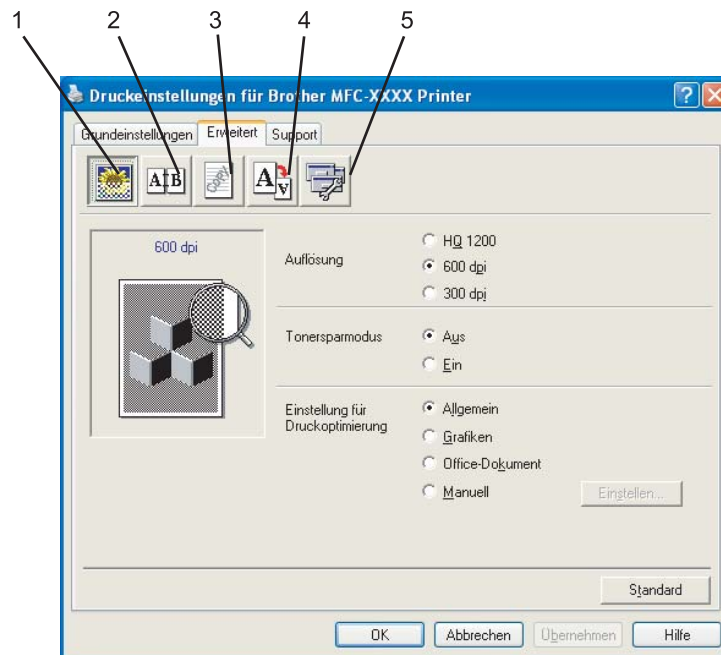 1 2 3 4 5
Druckeinstellungen für Brother MFC-XXXX Printer
Grundeinstellungen Erweitert Support
A B COPY A A
600 dpi
Auflösung
HQ 1200
600 dpi
300 dpi
Tonersparmodus
Aus
Ein
Einstellung für
Druckoptimierung
Allgemein
Grafiken
Office-Dokument
Manuell Einstellen...
Standard
OK Abbrechen Übernehmen Hilfe